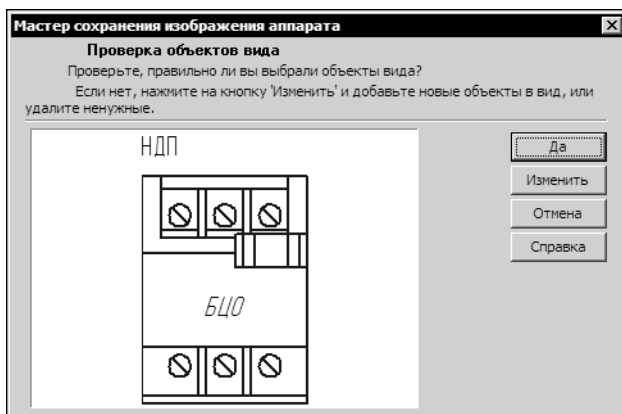 Мастер сохранения изображения аппарата
Проверка объектов вида
Проверьте, правильно ли вы выбрали объекты вида?
Если нет, нажмите на кнопку 'Изменить' и добавьте новые объекты в вид, или
удалите ненужные.
НДП
БЦО
Да
Изменить
Отмена
Справка